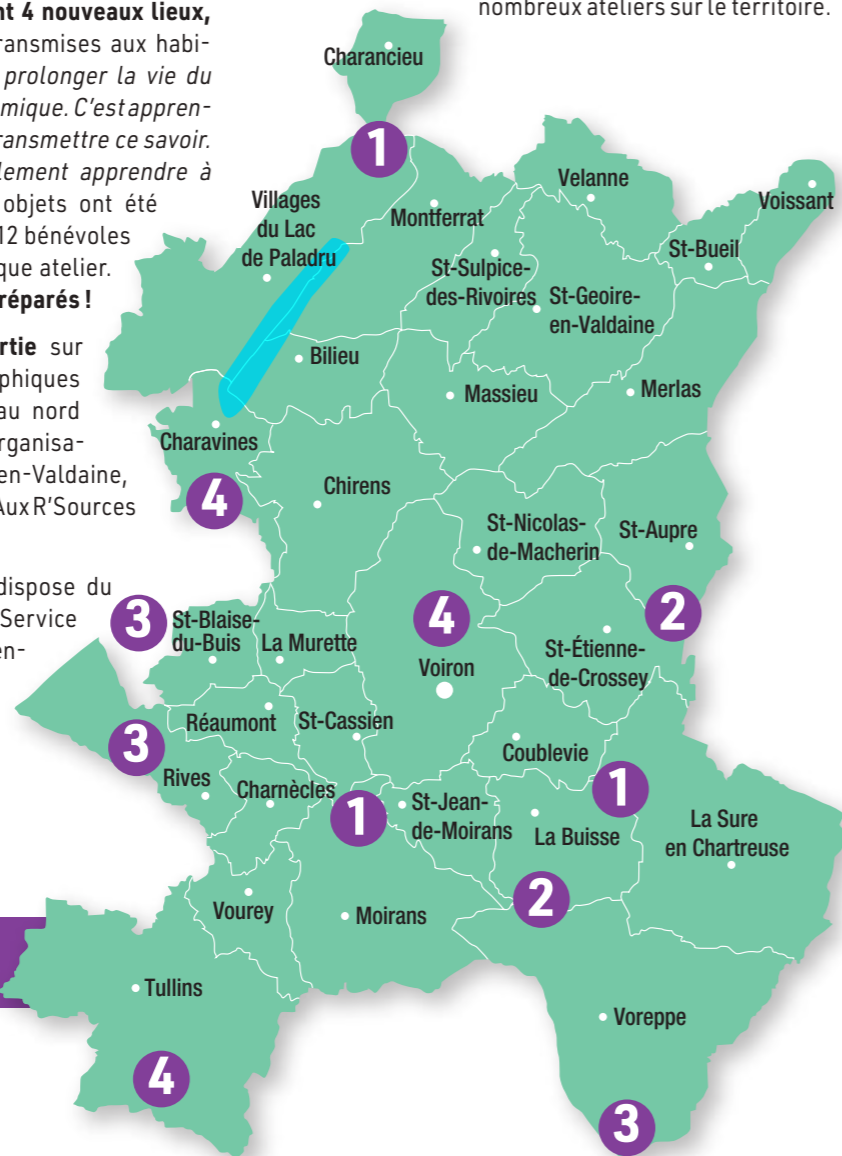 nt 4 nouveaux lieux,
ransmises aux habi-
prolonger la vie du
mique. C'est appren-
ransmettre ce savoir.
lement apprendre à
objets ont été
12 bénévoles
que atelier.
réparés !
rtie sur
phiques
au nord
rganisa-
en-Valdaine,
Aux R'Sources
dispose du
Service
en-
nombreux ateliers sur le territoire.
Charancieu
1
Villages
du Lac
de Paladru
Montferrat
Velanne
Voissant
St-Bueil
St-Sulpice-
des-Rivoires
St-Geoire-
en-Valdaine
Bilieu
Massieu
Merlas
Charavines
4
Chirens
St-Nicolas-
de-Macherin
St-Aupre
2
3
St-Blaise-
du-Buis
La Murette
4
Voiron
St-Étienne-
de-Crossey
Réaumont
St-Cassien
3
Rives
Coublevie
Charnècles
1
St-Jean-
de-Moirans
1
La Buisse
La Sure
en Chartreuse
2
Vourey
Moirans
Tullins
Voreppe
4
3